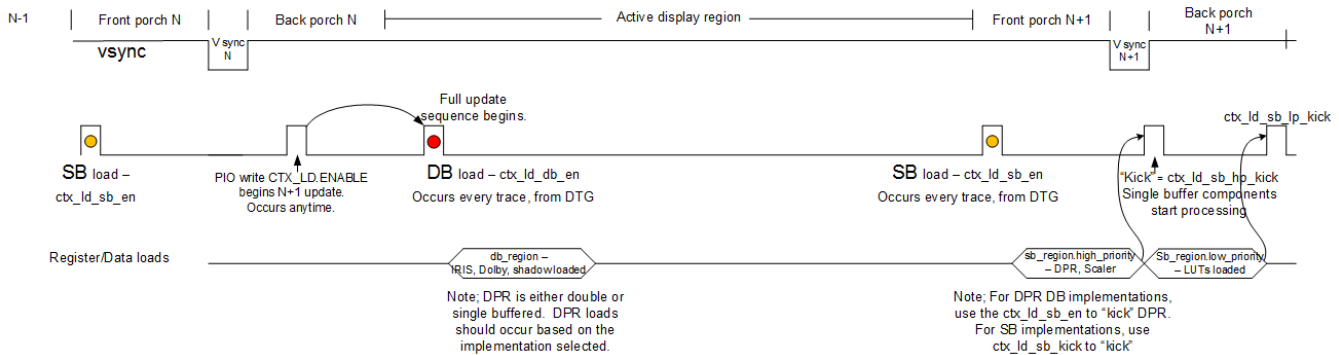 N-1
Front porch N
Back porch N
Active display region
Front porch N+1
Back porch
N+1
vsync
V sync
N
V sync
N+1
Full update
sequence begins.
ctx_ld_sb_lp_kick
SB load –
ctx_ld_sb_en
PIO write CTX_LD.ENABLE
begins N+1 update.
Occurs anytime.
DB load – ctx_ld_db_en
Occurs every trace, from DTG
SB load – ctx_ld_sb_en
Occurs every trace, from DTG
“Kick” = ctx_ld_sb_hp_kick
Single buffer components
start processing
Register/Data loads
db_region –
IRIS, Dolby, shadowloaded
sb_region.high_priority
– DPR, Scaler
Sb_region.low_priority
– LUTs loaded
Note; DPR is either double or
single buffered. DPR loads
should occur based on the
implementation selected.
Note; For DPR DB implementations,
use the ctx_ld_sb_en to “kick” DPR.
For SB implementations, use
ctx_ld_sb_kick to “kick”